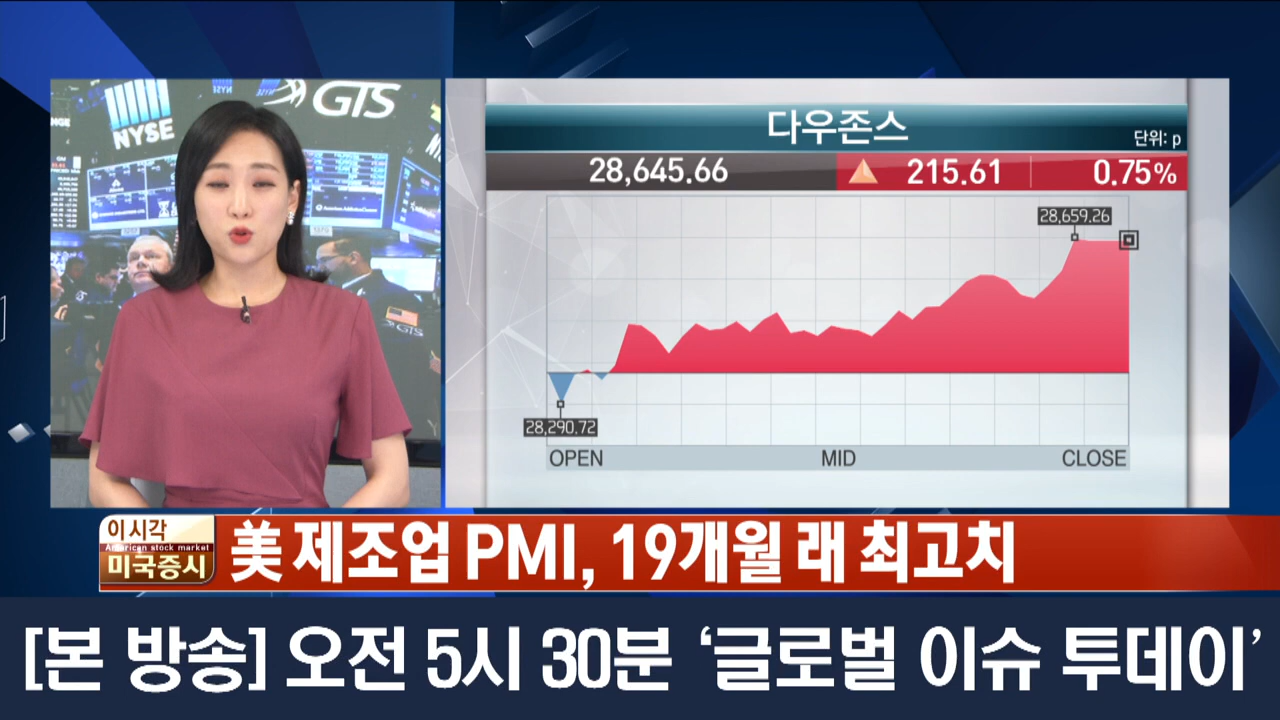 NYSE
GTS
GTS
다우존스
단위: p
28,645.66 ▲ 215.61 0.75%
28,659.26
28,290.72
OPEN MID CLOSE
이시각
American stock market
미국증시
美 제조업 PMI, 19개월 래 최고치
[본 방송] 오전 5시 30분 ‘글로벌 이슈 투데이’